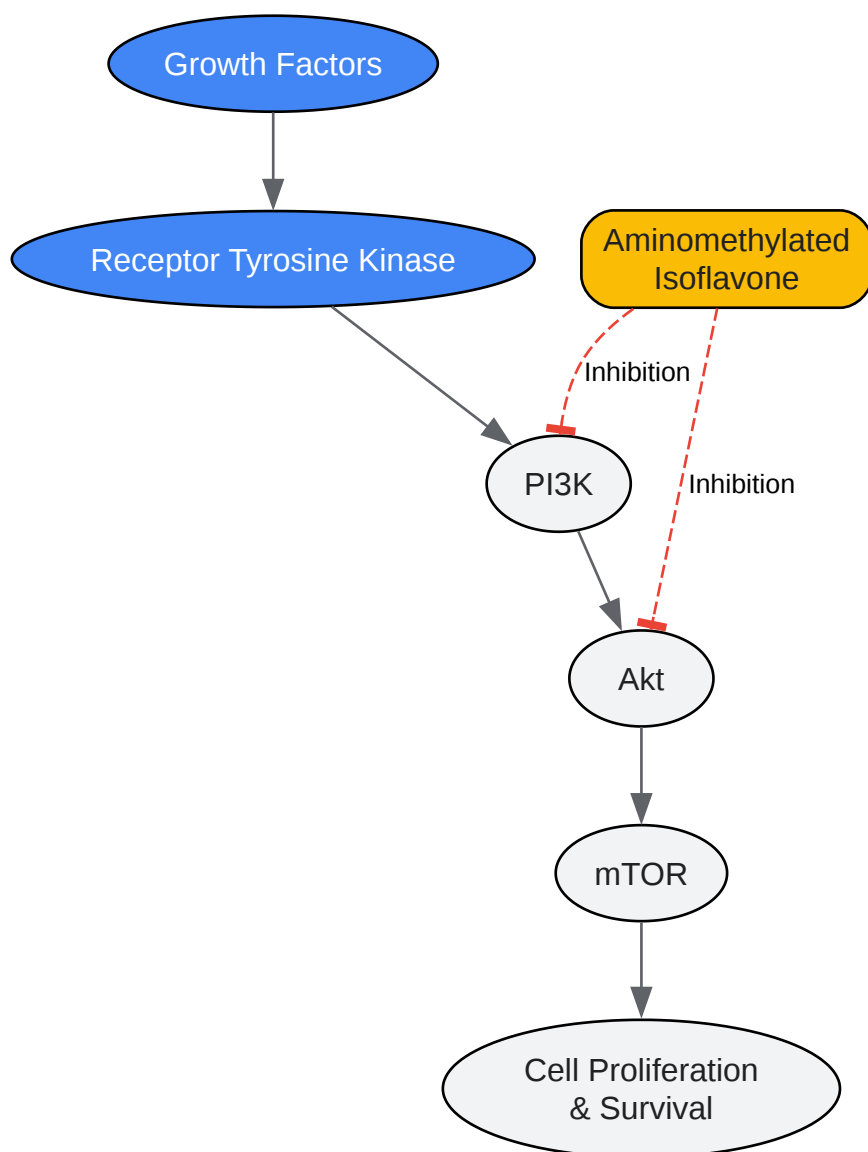 Growth Factors
Receptor Tyrosine Kinase
Aminomethylated
Isoflavone
Inhibition
PI3K
Inhibition
Akt
mTOR
Cell Proliferation
& Survival